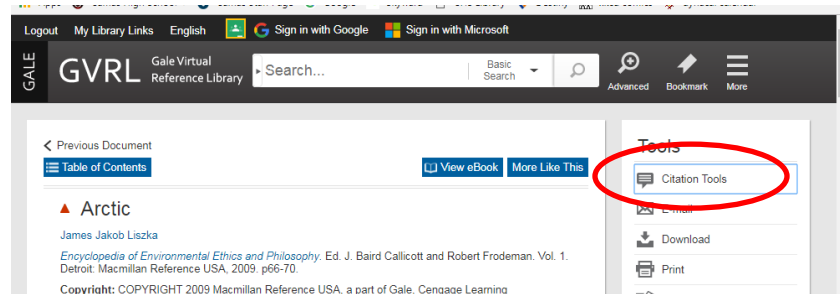 Logout My Library Links English Sign in with Google Sign in with Microsoft
GALE
GVRL Gale Virtual
Reference Library
Search...
Basic
Search
Advanced Bookmark More
Previous Document
Table of Contents View eBook More Like This
Arctic
James Jakob Liszka
Encyclopedia of Environmental Ethics and Philosophy. Ed. J. Baird Callicott and Robert Frodeman. Vol. 1.
Detroit: Macmillan Reference USA, 2009. p66-70.
Copyright: COPYRIGHT 2009 Macmillan Reference USA, a part of Gale, Cengage Learning
Tools
Citation Tools
E-mail
Download
Print